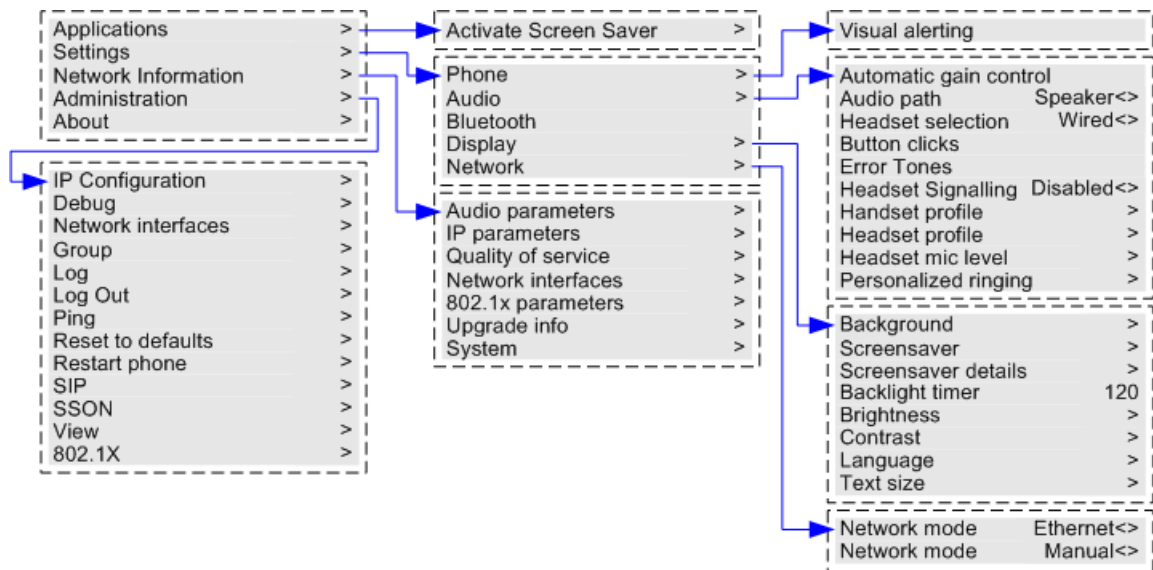 Applications >
Settings >
Network Information >
Administration >
About >
IP Configuration >
Debug >
Network interfaces >
Group >
Log >
Log Out >
Ping >
Reset to defaults >
Restart phone >
SIP >
SSON >
View >
802.1X >
Activate Screen Saver >
Phone >
Audio >
Bluetooth
Display >
Network >
Audio parameters >
IP parameters >
Quality of service >
Network interfaces >
802.1x parameters >
Upgrade info >
System >
Visual alerting
Automatic gain control
Audio path Speaker<>
Headset selection Wired<>
Button clicks
Error Tones
Headset Signalling Disabled<>
Handset profile >
Headset profile >
Headset mic level >
Personalized ringing >
Background >
Screensaver >
Screensaver details >
Backlight timer 120
Brightness >
Contrast >
Language >
Text size >
Network mode Ethernet<>
Network mode Manual<>